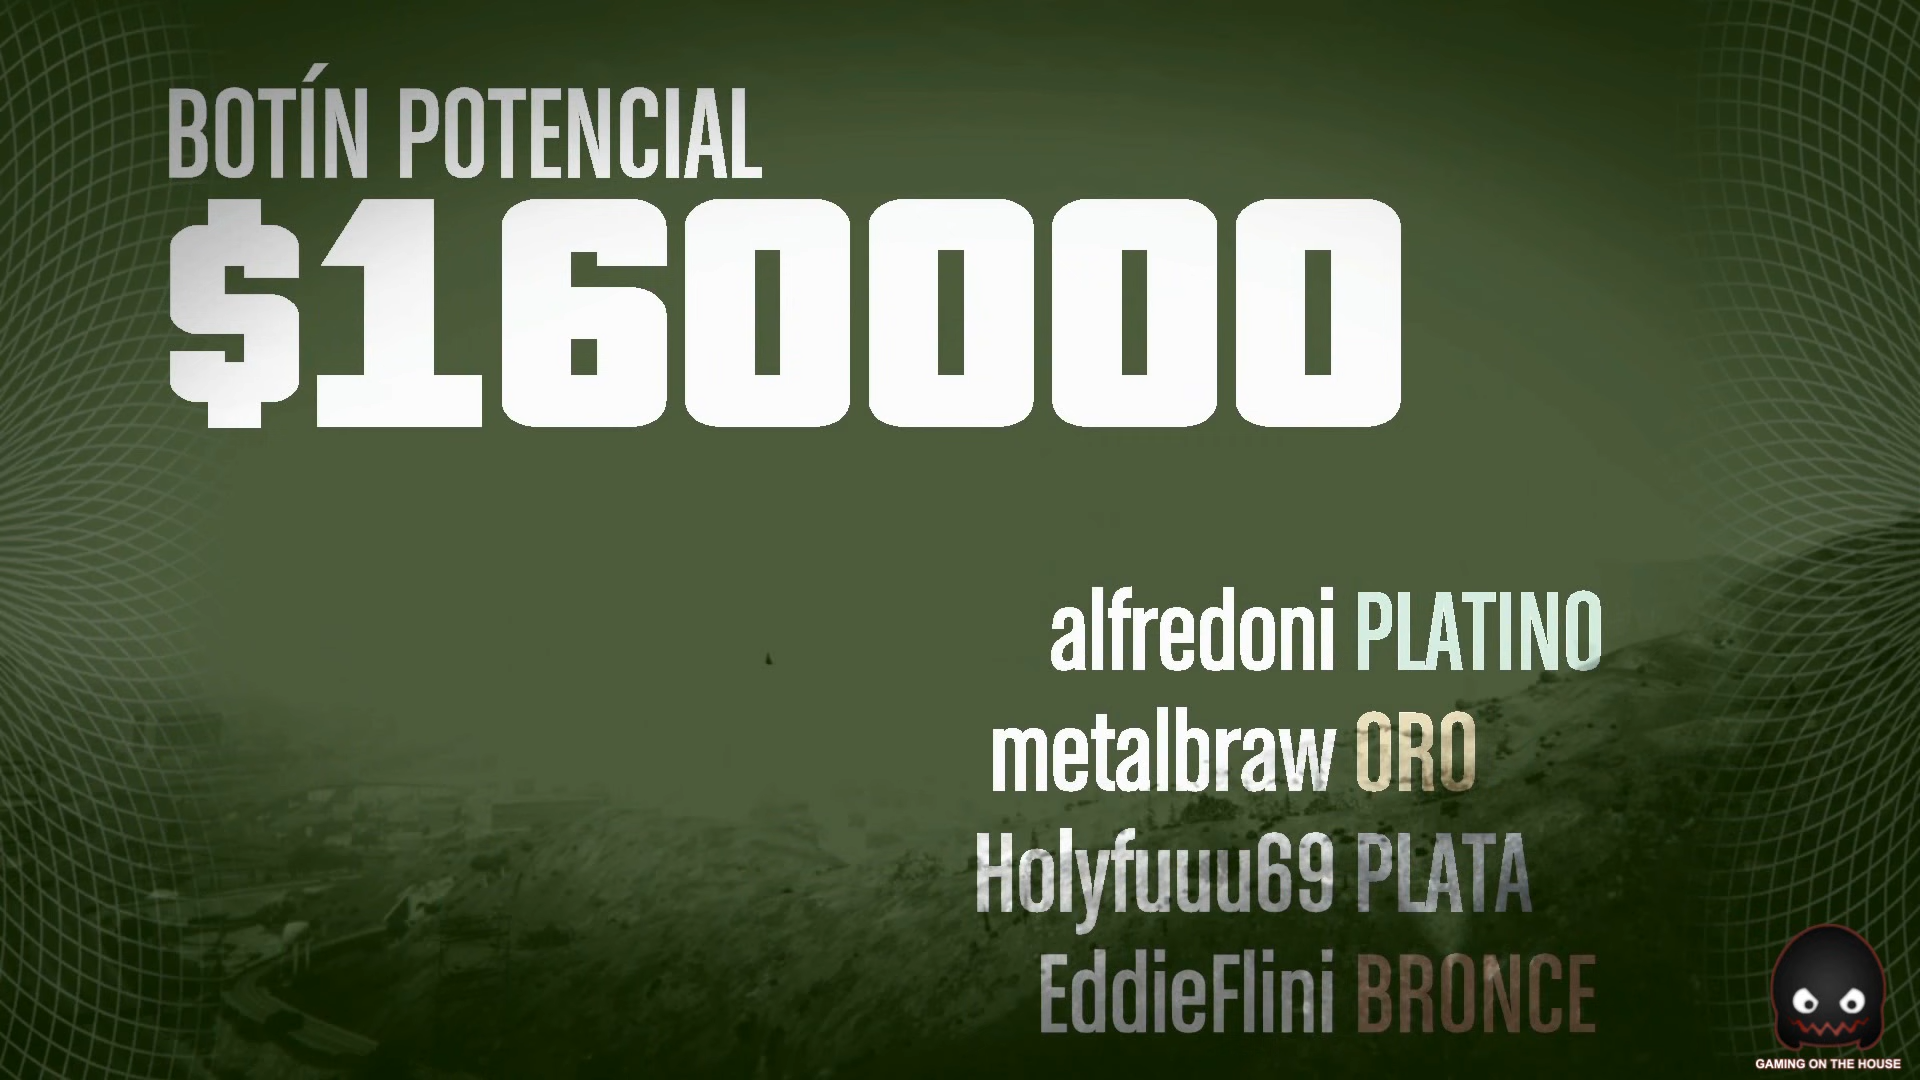 BOTÍN POTENCIAL
$160000
alfredoni PLATINO
metalbraw ORO
Holyfuuu69 PLATA
EddieFlini BRONCE
GAMING ON THE HOUSE